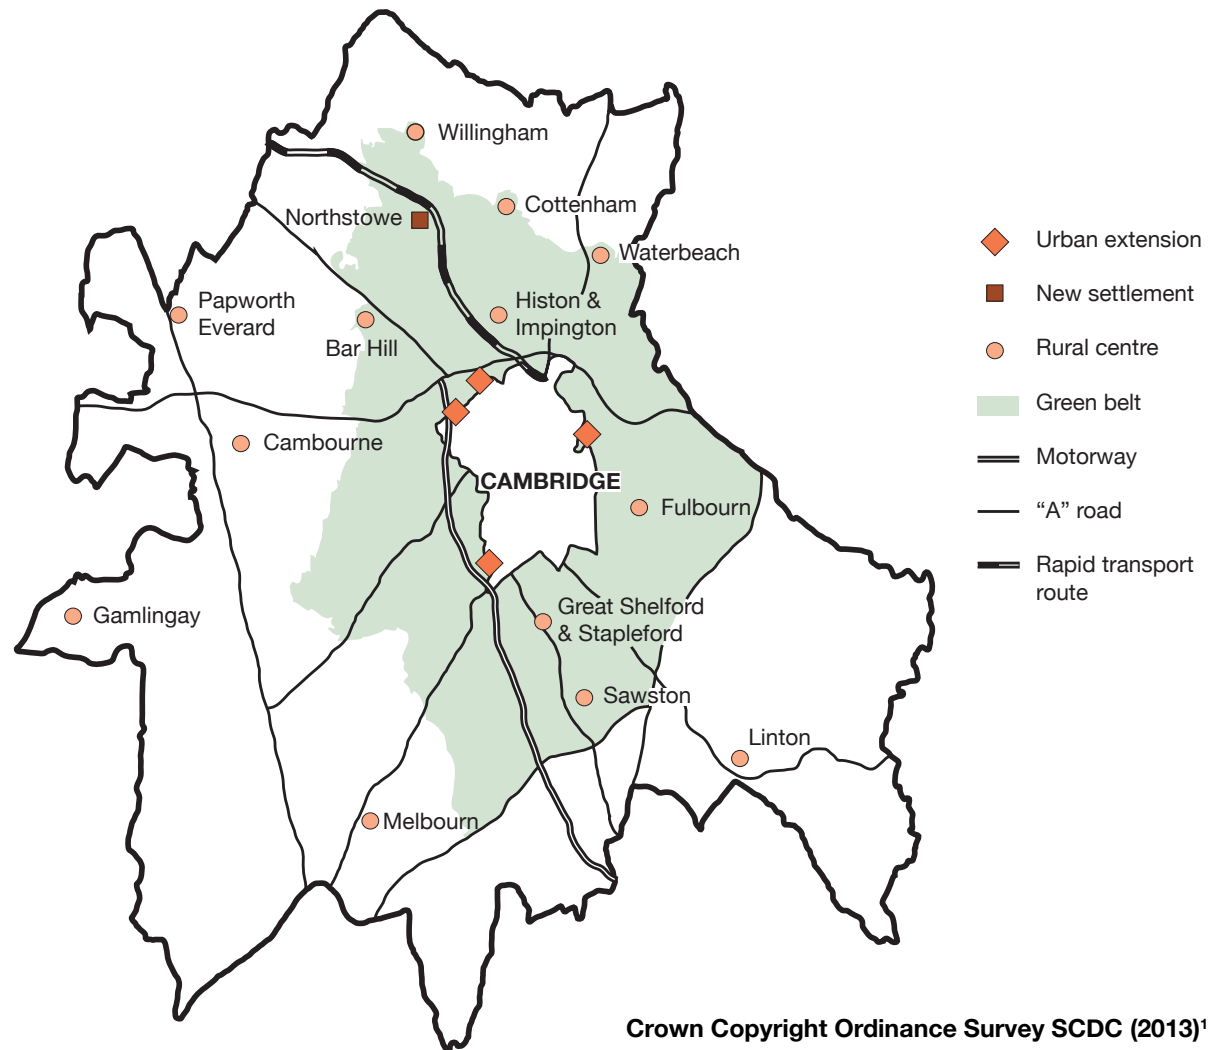 Willingham
Cottenham
Northstowe
Waterbeach
Papworth
Everard
Histon &
Impington
Bar Hill
Cambourne
CAMBRIDGE
Fulbourn
Gamlingay
Great Shelford
& Stapleford
Sawston
Linton
Melbourn
Urban extension
New settlement
Rural centre
Green belt
Motorway
“A” road
Rapid transport
route
Crown Copyright Ordinance Survey SCDC (2013)¹